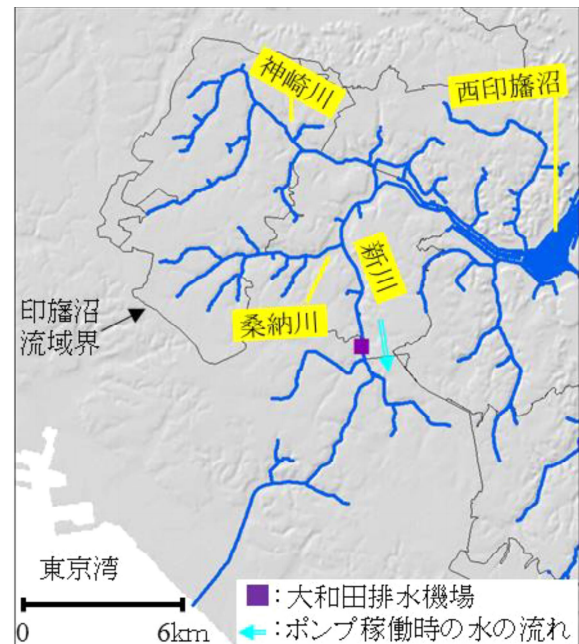 神崎川
西印旛沼
新川
桑納川
印旛沼
流域界
東京湾
0 6km
:大和田排水機場
:ポンプ稼働時の水の流れ